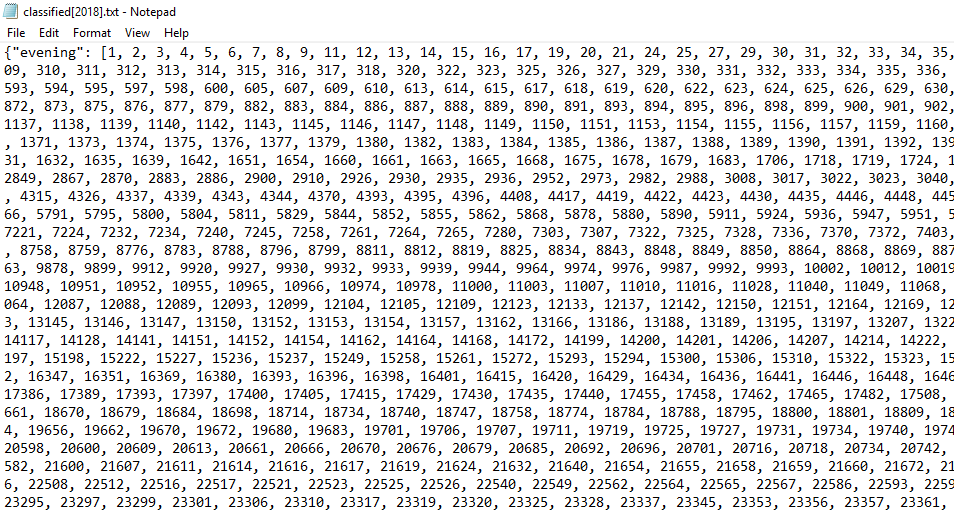 classified[2018].txt - Notepad
File Edit Format View Help
{"evening": [1, 2, 3, 4, 5, 6, 7, 8, 9, 11, 12, 13, 14, 15, 16, 17, 19, 20, 21, 24, 25, 27, 29, 30, 31, 32, 33, 34, 35,
09, 310, 311, 312, 313, 314, 315, 316, 317, 318, 320, 322, 323, 325, 326, 327, 329, 330, 331, 332, 333, 334, 335, 336,
593, 594, 595, 597, 598, 600, 605, 607, 609, 610, 613, 614, 615, 617, 618, 619, 620, 622, 623, 624, 625, 626, 629, 630,
872, 873, 875, 876, 877, 879, 882, 883, 884, 886, 887, 888, 889, 890, 891, 893, 894, 895, 896, 898, 899, 900, 901, 902,
1137, 1138, 1139, 1140, 1142, 1143, 1145, 1146, 1147, 1148, 1149, 1150, 1151, 1153, 1154, 1155, 1156, 1157, 1159, 1160,
, 1371, 1373, 1374, 1375, 1376, 1377, 1379, 1380, 1382, 1383, 1384, 1385, 1386, 1387, 1388, 1389, 1390, 1391, 1392, 139
31, 1632, 1635, 1639, 1642, 1651, 1654, 1660, 1661, 1663, 1665, 1668, 1675, 1678, 1679, 1683, 1706, 1718, 1719, 1724, 1
2849, 2867, 2870, 2883, 2886, 2900, 2910, 2926, 2930, 2935, 2936, 2952, 2973, 2982, 2988, 3008, 3017, 3022, 3023, 3040,
, 4315, 4326, 4337, 4339, 4343, 4344, 4370, 4393, 4395, 4396, 4408, 4417, 4419, 4422, 4423, 4430, 4435, 4446, 4448, 445
66, 5791, 5795, 5800, 5804, 5811, 5829, 5844, 5852, 5855, 5862, 5868, 5878, 5880, 5890, 5911, 5924, 5936, 5947, 5951, 5
7221, 7224, 7232, 7234, 7240, 7245, 7258, 7261, 7264, 7265, 7280, 7303, 7307, 7322, 7325, 7328, 7336, 7370, 7372, 7403,
, 8758, 8759, 8776, 8783, 8788, 8796, 8799, 8811, 8812, 8819, 8825, 8834, 8843, 8848, 8849, 8850, 8864, 8868, 8869, 887
63, 9878, 9899, 9912, 9920, 9927, 9930, 9932, 9933, 9939, 9944, 9964, 9974, 9976, 9987, 9992, 9993, 10002, 10012, 10019
10948, 10951, 10952, 10955, 10965, 10966, 10974, 10978, 11000, 11003, 11007, 11010, 11016, 11028, 11040, 11049, 11068,
064, 12087, 12088, 12089, 12093, 12099, 12104, 12105, 12109, 12123, 12133, 12137, 12142, 12150, 12151, 12164, 12169, 12
3, 13145, 13146, 13147, 13150, 13152, 13153, 13154, 13157, 13162, 13166, 13186, 13188, 13189, 13195, 13197, 13207, 1322
14117, 14128, 14141, 14151, 14152, 14154, 14162, 14164, 14168, 14172, 14199, 14200, 14201, 14206, 14207, 14214, 14222,
197, 15198, 15222, 15227, 15236, 15237, 15249, 15258, 15261, 15272, 15293, 15294, 15300, 15306, 15310, 15322, 15323, 15
2, 16347, 16351, 16369, 16380, 16393, 16396, 16398, 16401, 16415, 16420, 16429, 16434, 16436, 16441, 16446, 16448, 1646
17386, 17389, 17393, 17397, 17400, 17405, 17415, 17429, 17430, 17435, 17440, 17455, 17458, 17462, 17465, 17482, 17508,
661, 18670, 18679, 18684, 18698, 18714, 18734, 18740, 18747, 18758, 18774, 18784, 18788, 18795, 18800, 18801, 18809, 184
4, 19656, 19662, 19670, 19672, 19680, 19683, 19701, 19706, 19707, 19711, 19719, 19725, 19727, 19731, 19734, 19740, 1974
20598, 20600, 20609, 20613, 20661, 20666, 20670, 20676, 20679, 20685, 20692, 20696, 20701, 20716, 20718, 20734, 20742,
582, 21600, 21607, 21611, 21614, 21616, 21617, 21619, 21624, 21632, 21640, 21654, 21655, 21658, 21659, 21660, 21672, 216
6, 22508, 22512, 22516, 22517, 22521, 22523, 22525, 22526, 22540, 22549, 22562, 22564, 22565, 22567, 22586, 22593, 2259
23295, 23297, 23299, 23301, 23306, 23310, 23317, 23319, 23320, 23325, 23328, 23337, 23345, 23353, 23356, 23357, 23361,